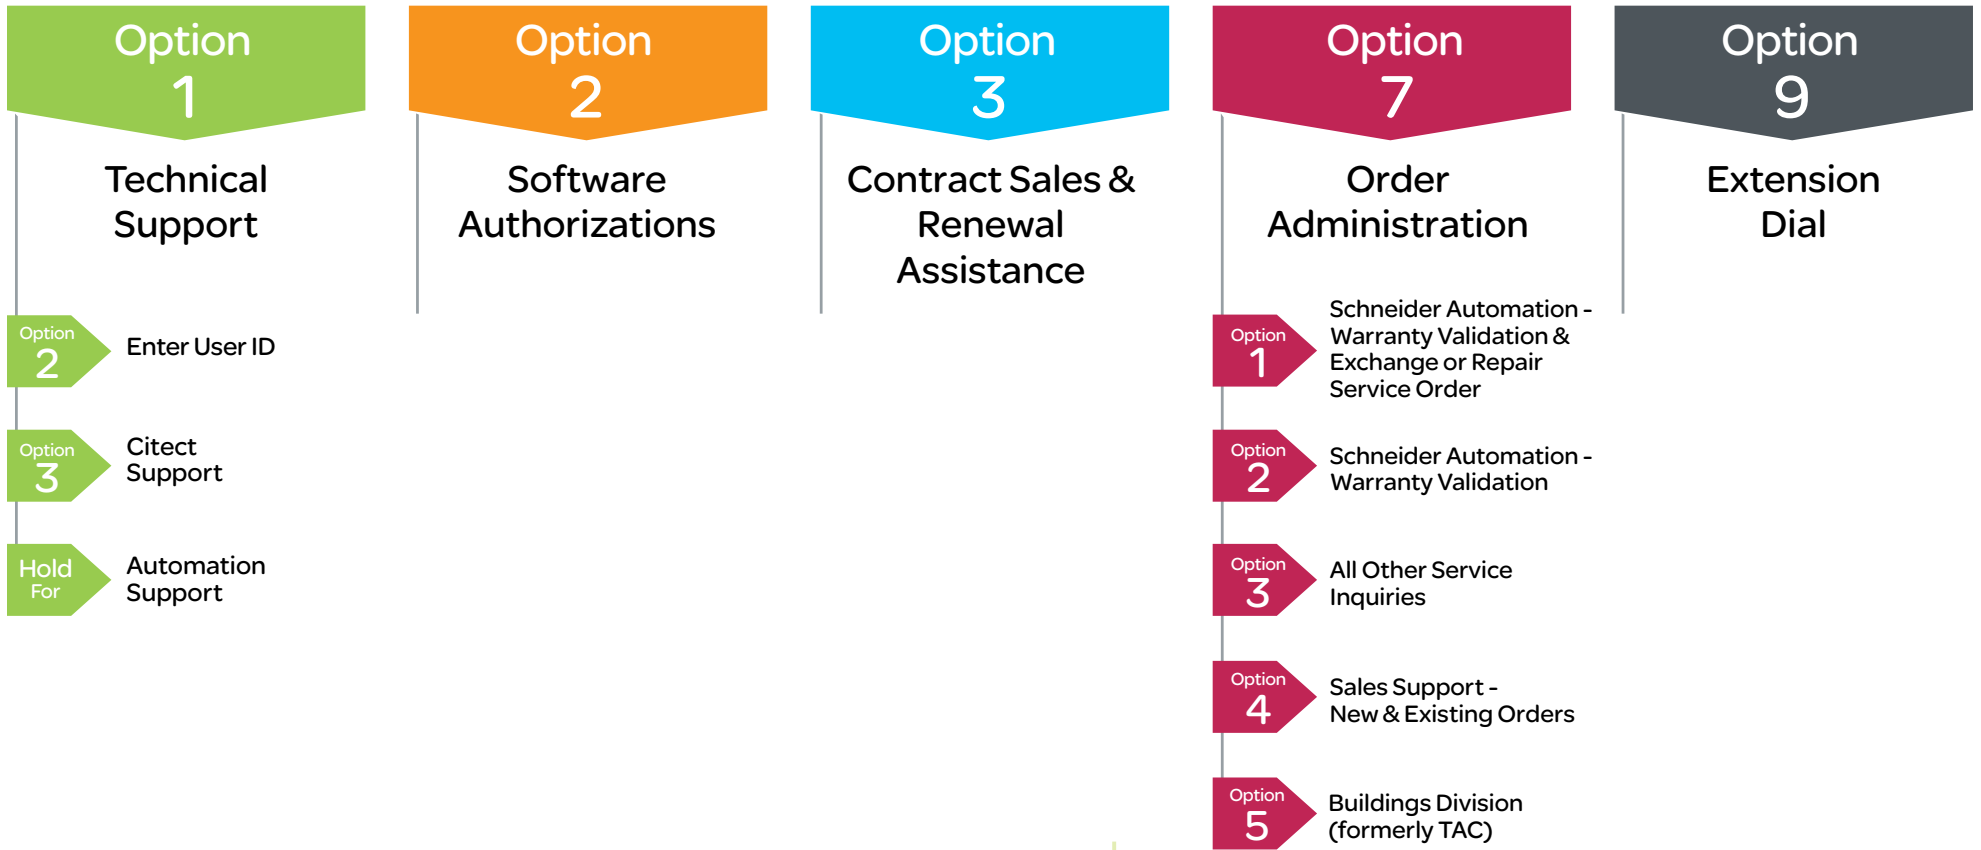 Option
1
Technical
Support
Option
2
Enter User ID
Option
3
Citect
Support
Hold
For
Automation
Support
Option
2
Software
Authorizations
Option
3
Contract Sales &
Renewal
Assistance
Option
7
Order
Administration
Option
1
Schneider Automation -
Warranty Validation &
Exchange or Repair
Service Order
Option
2
Schneider Automation -
Warranty Validation
Option
3
All Other Service
Inquiries
Option
4
Sales Support -
New & Existing Orders
Option
5
Buildings Division
(formerly TAC)
Option
9
Extension
Dial